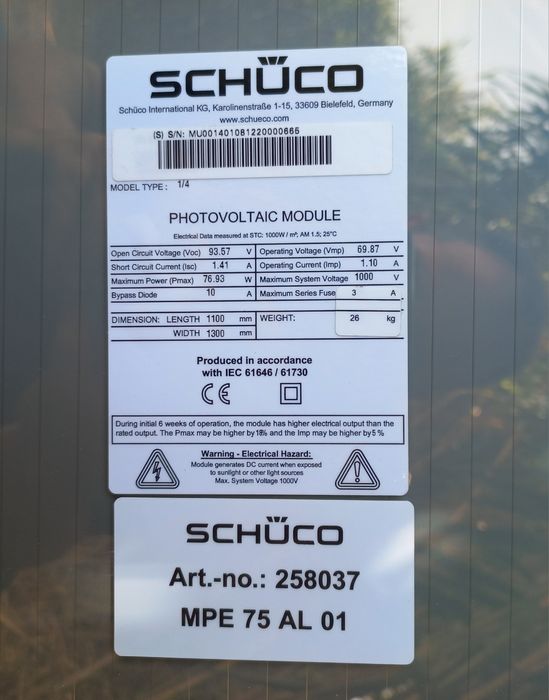 SCHÜCO
Schüco International KG, Karolinenstraße 1-15, 33609 Bielefeld, Germany
www.schueco.com
(S) S/N: MU001401081220000666
MODEL TYPE : 1/4
PHOTOVOLTAIC MODULE
Electrical Data measured at STC: 1000W / m²; AM 1.5; 25°C
Open Circuit Voltage (Voc) 93.57 V Operating Voltage (Vmp) 69.87 V
Short Circuit Current (Isc) 1.41 A Operating Current (Imp) 1.10 A
Maximum Power (Pmax) 76.93 W Maximum System Voltage 1000 V
Bypass Diode 10 A Maximum Series Fuse 3 A
DIMENSION: LENGTH 1100 mm WEIGHT: 26 kg
WIDTH 1300 mm
Produced in accordance
with IEC 61646 / 61730
CE
During initial 6 weeks of operation, the module has higher electrical output than the
rated output. The Pmax may be higher by 18% and the Imp may be higher by 5 %
Warning - Electrical Hazard:
Module generates DC current when exposed
to sunlight or other light sources
Max. System Voltage 1000V
SCHÜCO
Art.-no.: 258037
MPE 75 AL 01